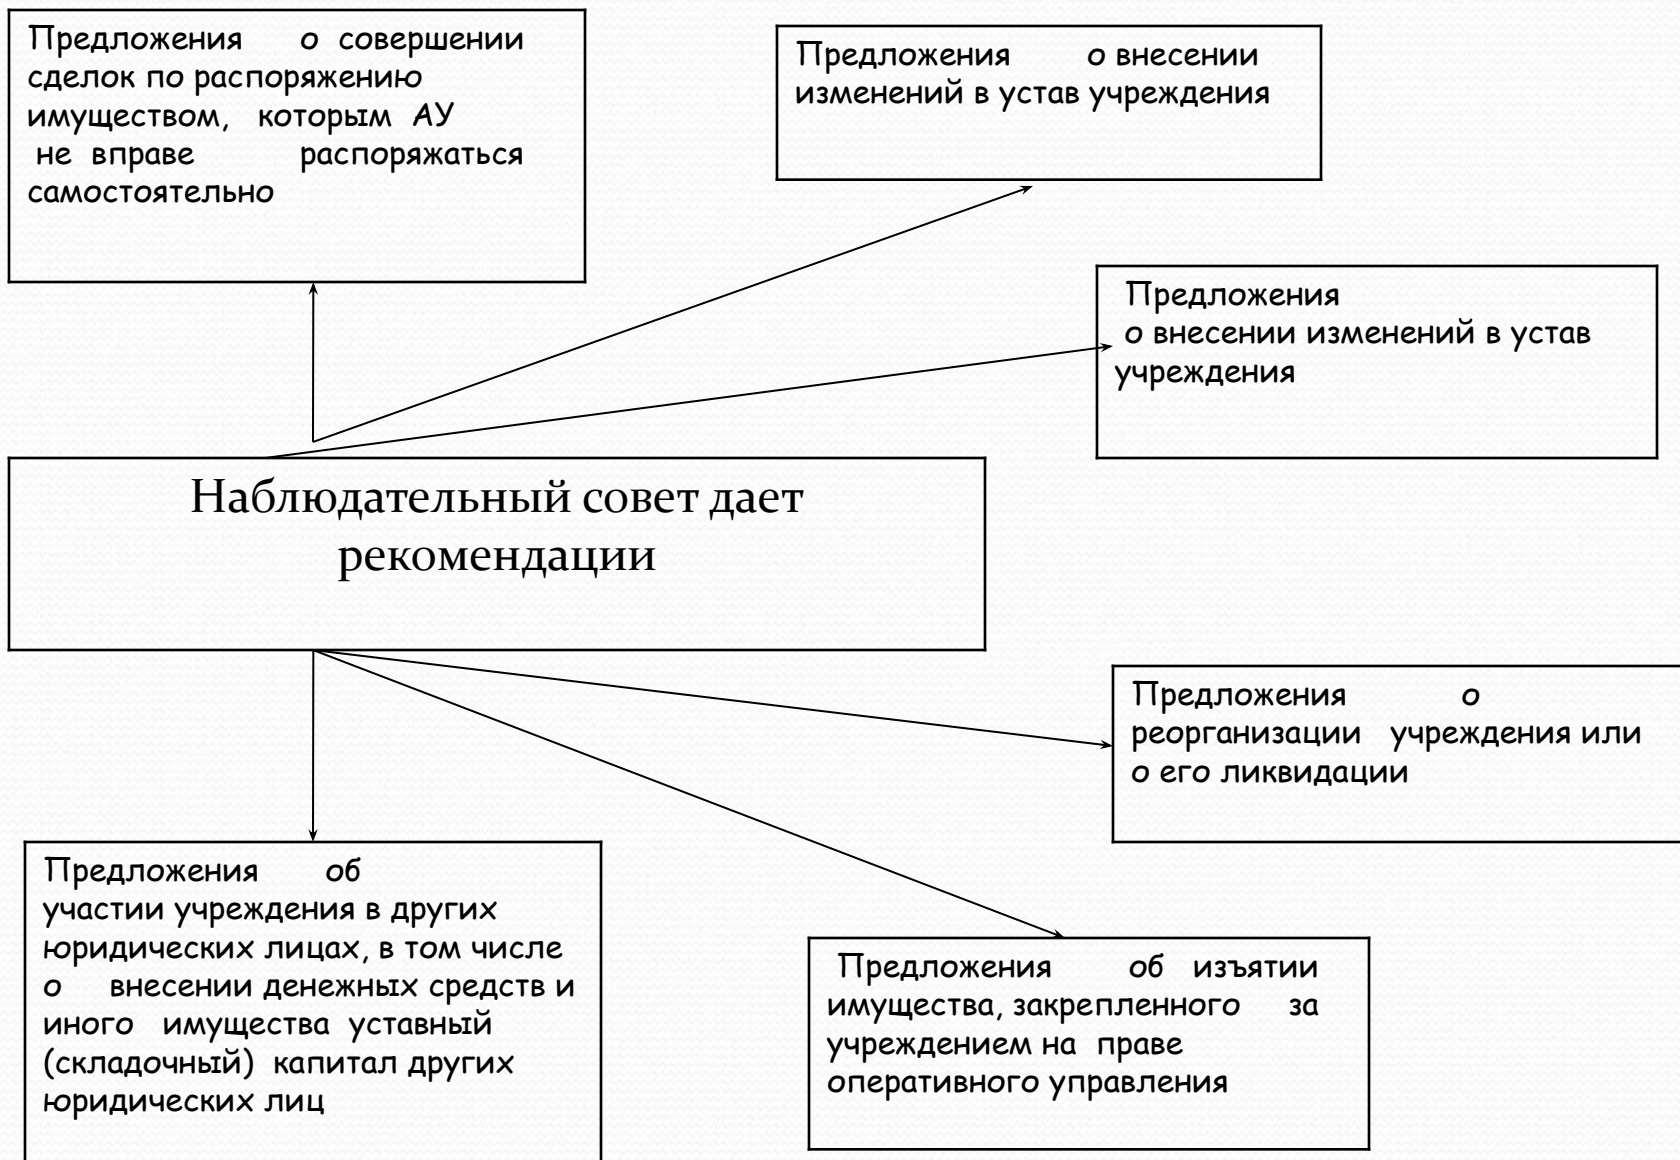 Предложения о совершении
сделок по распоряжению
имуществом, которым АУ
не вправе распоряжаться
самостоятельно
Предложения о внесении
изменений в устав учреждения
Предложения
о внесении изменений в устав
учреждения
Наблюдательный совет дает
рекомендации
Предложения о
реорганизации учреждения или
о его ликвидации
Предложения об
участии учреждения в других
юридических лицах, в том числе
о внесении денежных средств и
иного имущества уставный
(складочный) капитал других
юридических лиц
Предложения об изъятии
имущества, закрепленного за
учреждением на праве
оперативного управления